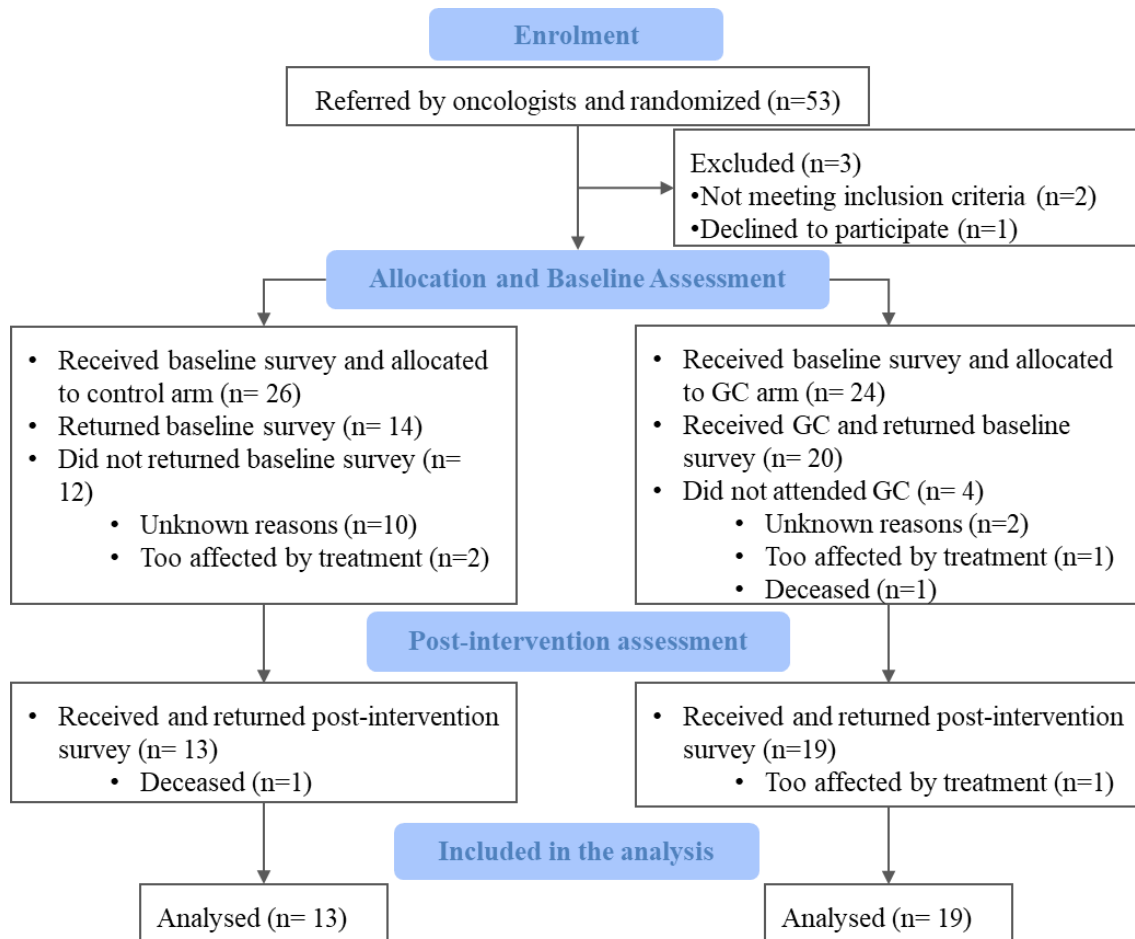 Enrolment
Referred by oncologists and randomized (n=53)
Excluded (n=3)
•Not meeting inclusion criteria (n=2)
•Declined to participate (n=1)
Allocation and Baseline Assessment
• Received baseline survey and allocated
to control arm (n= 26)
• Returned baseline survey (n= 14)
• Did not returned baseline survey (n=
12)
• Unknown reasons (n=10)
• Too affected by treatment (n=2)
• Received baseline survey and allocated
to GC arm (n= 24)
• Received GC and returned baseline
survey (n= 20)
• Did not attended GC (n= 4)
• Unknown reasons (n=2)
• Too affected by treatment (n=1)
• Deceased (n=1)
Post-intervention assessment
• Received and returned post-intervention
survey (n= 13)
• Deceased (n=1)
• Received and returned post-intervention
survey (n=19)
• Too affected by treatment (n=1)
Included in the analysis
Analysed (n= 13)
Analysed (n= 19)